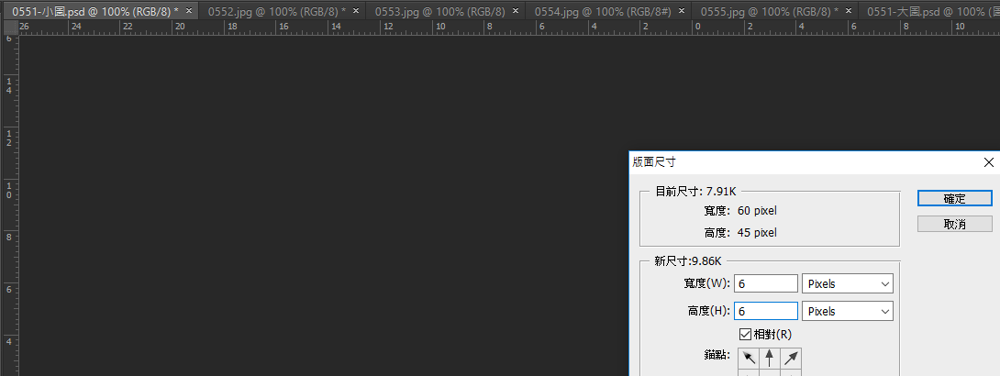 0551-小圖.psd @ 100% (RGB/8) * × 0552.jpg @ 100% (RGB/8) * × 0553.jpg @ 100% (RGB/8) × 0554.jpg @ 100% (RGB/8#) × 0555.jpg @ 100% (RGB/8) * × 0551-大圖.psd @ 100% (圖
26 24 22 20 18 16 14 12 10 8 6 4 2 0 2 4 6 8 10
6
14
12
10
8
6
4
版面尺寸
目前尺寸: 7.91K
寬度: 60 pixel
高度: 45 pixel
確定
取消
新尺寸:9.86K
寬度(W): 6 Pixels
高度(H): 6 Pixels
相對(R)
錨點: